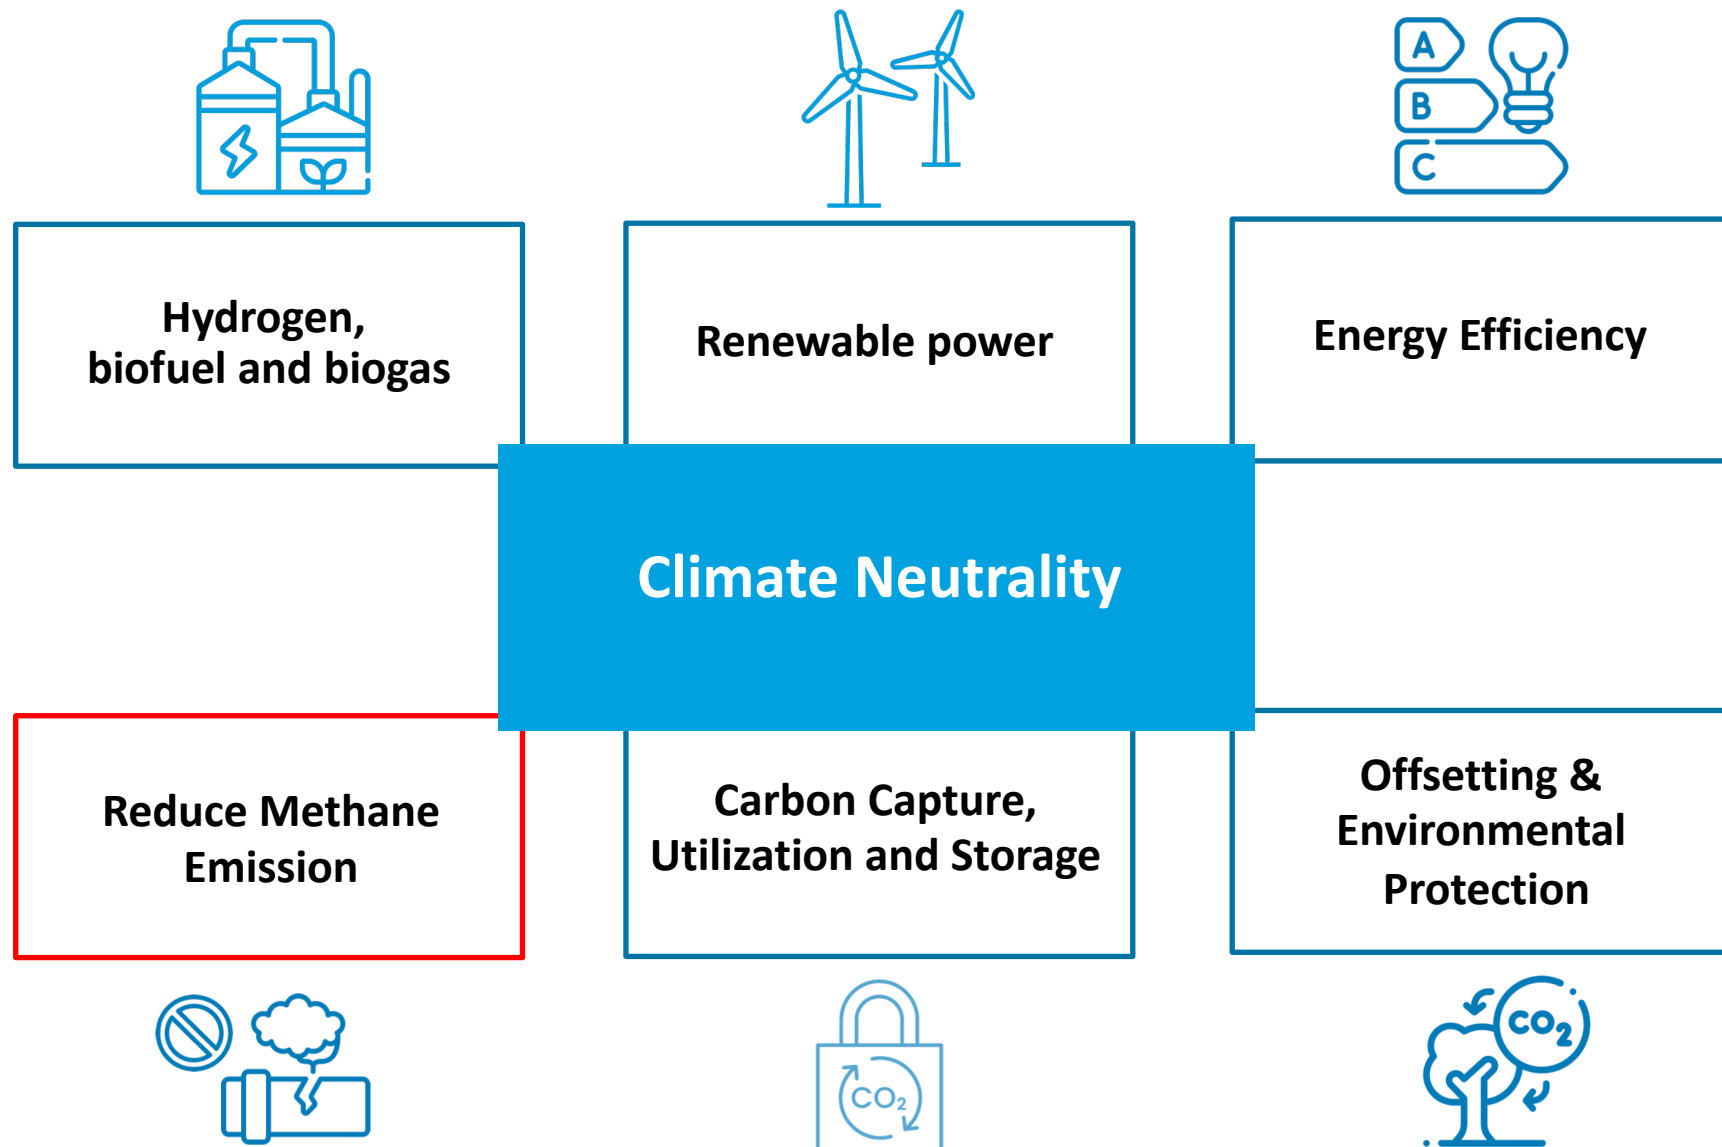 A
B
C
Hydrogen,
biofuel and biogas
Renewable power
Energy Efficiency
Climate Neutrality
Reduce Methane
Emission
Carbon Capture,
Utilization and Storage
Offsetting &
Environmental
Protection
CO₂
CO₂